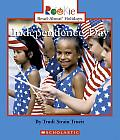 Rookie
Read-About® Holidays
Independence Day
By Trudi Strain Trueit
SCHOLASTIC